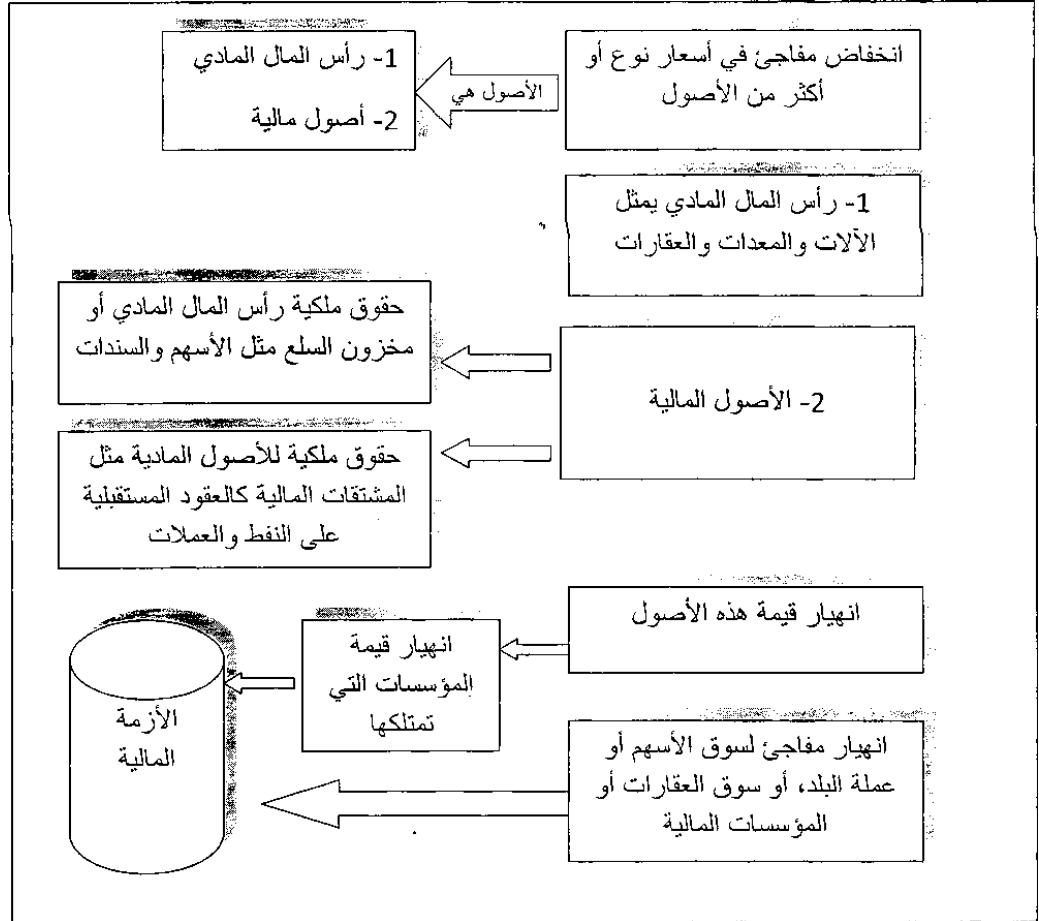 انخفاض مفاجئ في أسعار نوع أو
أكثر من الأصول
الأصول هي
1- رأس المال المادي
2- أصول مالية
1- رأس المال المادي يمثل
الآلات والمعدات والعقارات
2- الأصول المالية
حقوق ملكية رأس المال المادي أو
مخزون السلع مثل الأسهم والسندات
حقوق ملكية للأصول المادية مثل
المشتقات المالية كالعقود المستقبلية
على النفط والعملات
انهيار قيمة هذه الأصول
انهيار قيمة
المؤسسات التي
تمتلكها
الأزمة
المالية
انهيار مفاجئ لسوق الأسهم أو
عملة البلد، أو سوق العقارات أو
المؤسسات المالية